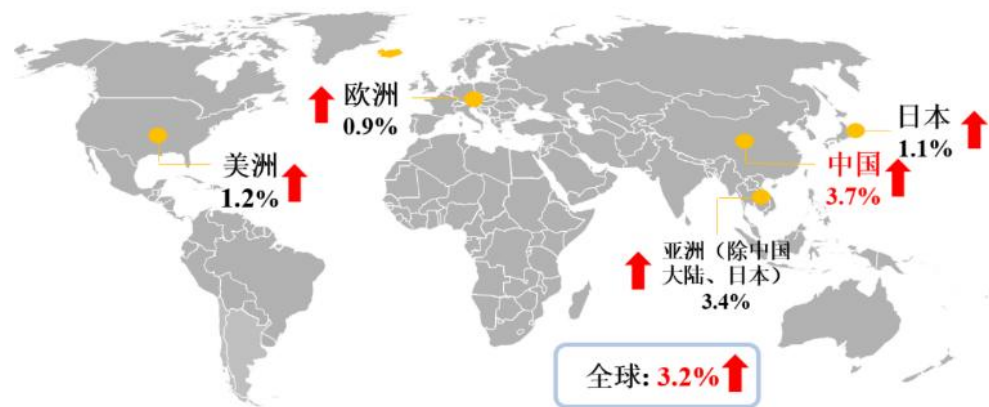 欧洲
0.9%
日本
1.1%
美洲
1.2%
中国
3.7%
亚洲（除中国
大陆、日本）
3.4%
全球: 3.2%